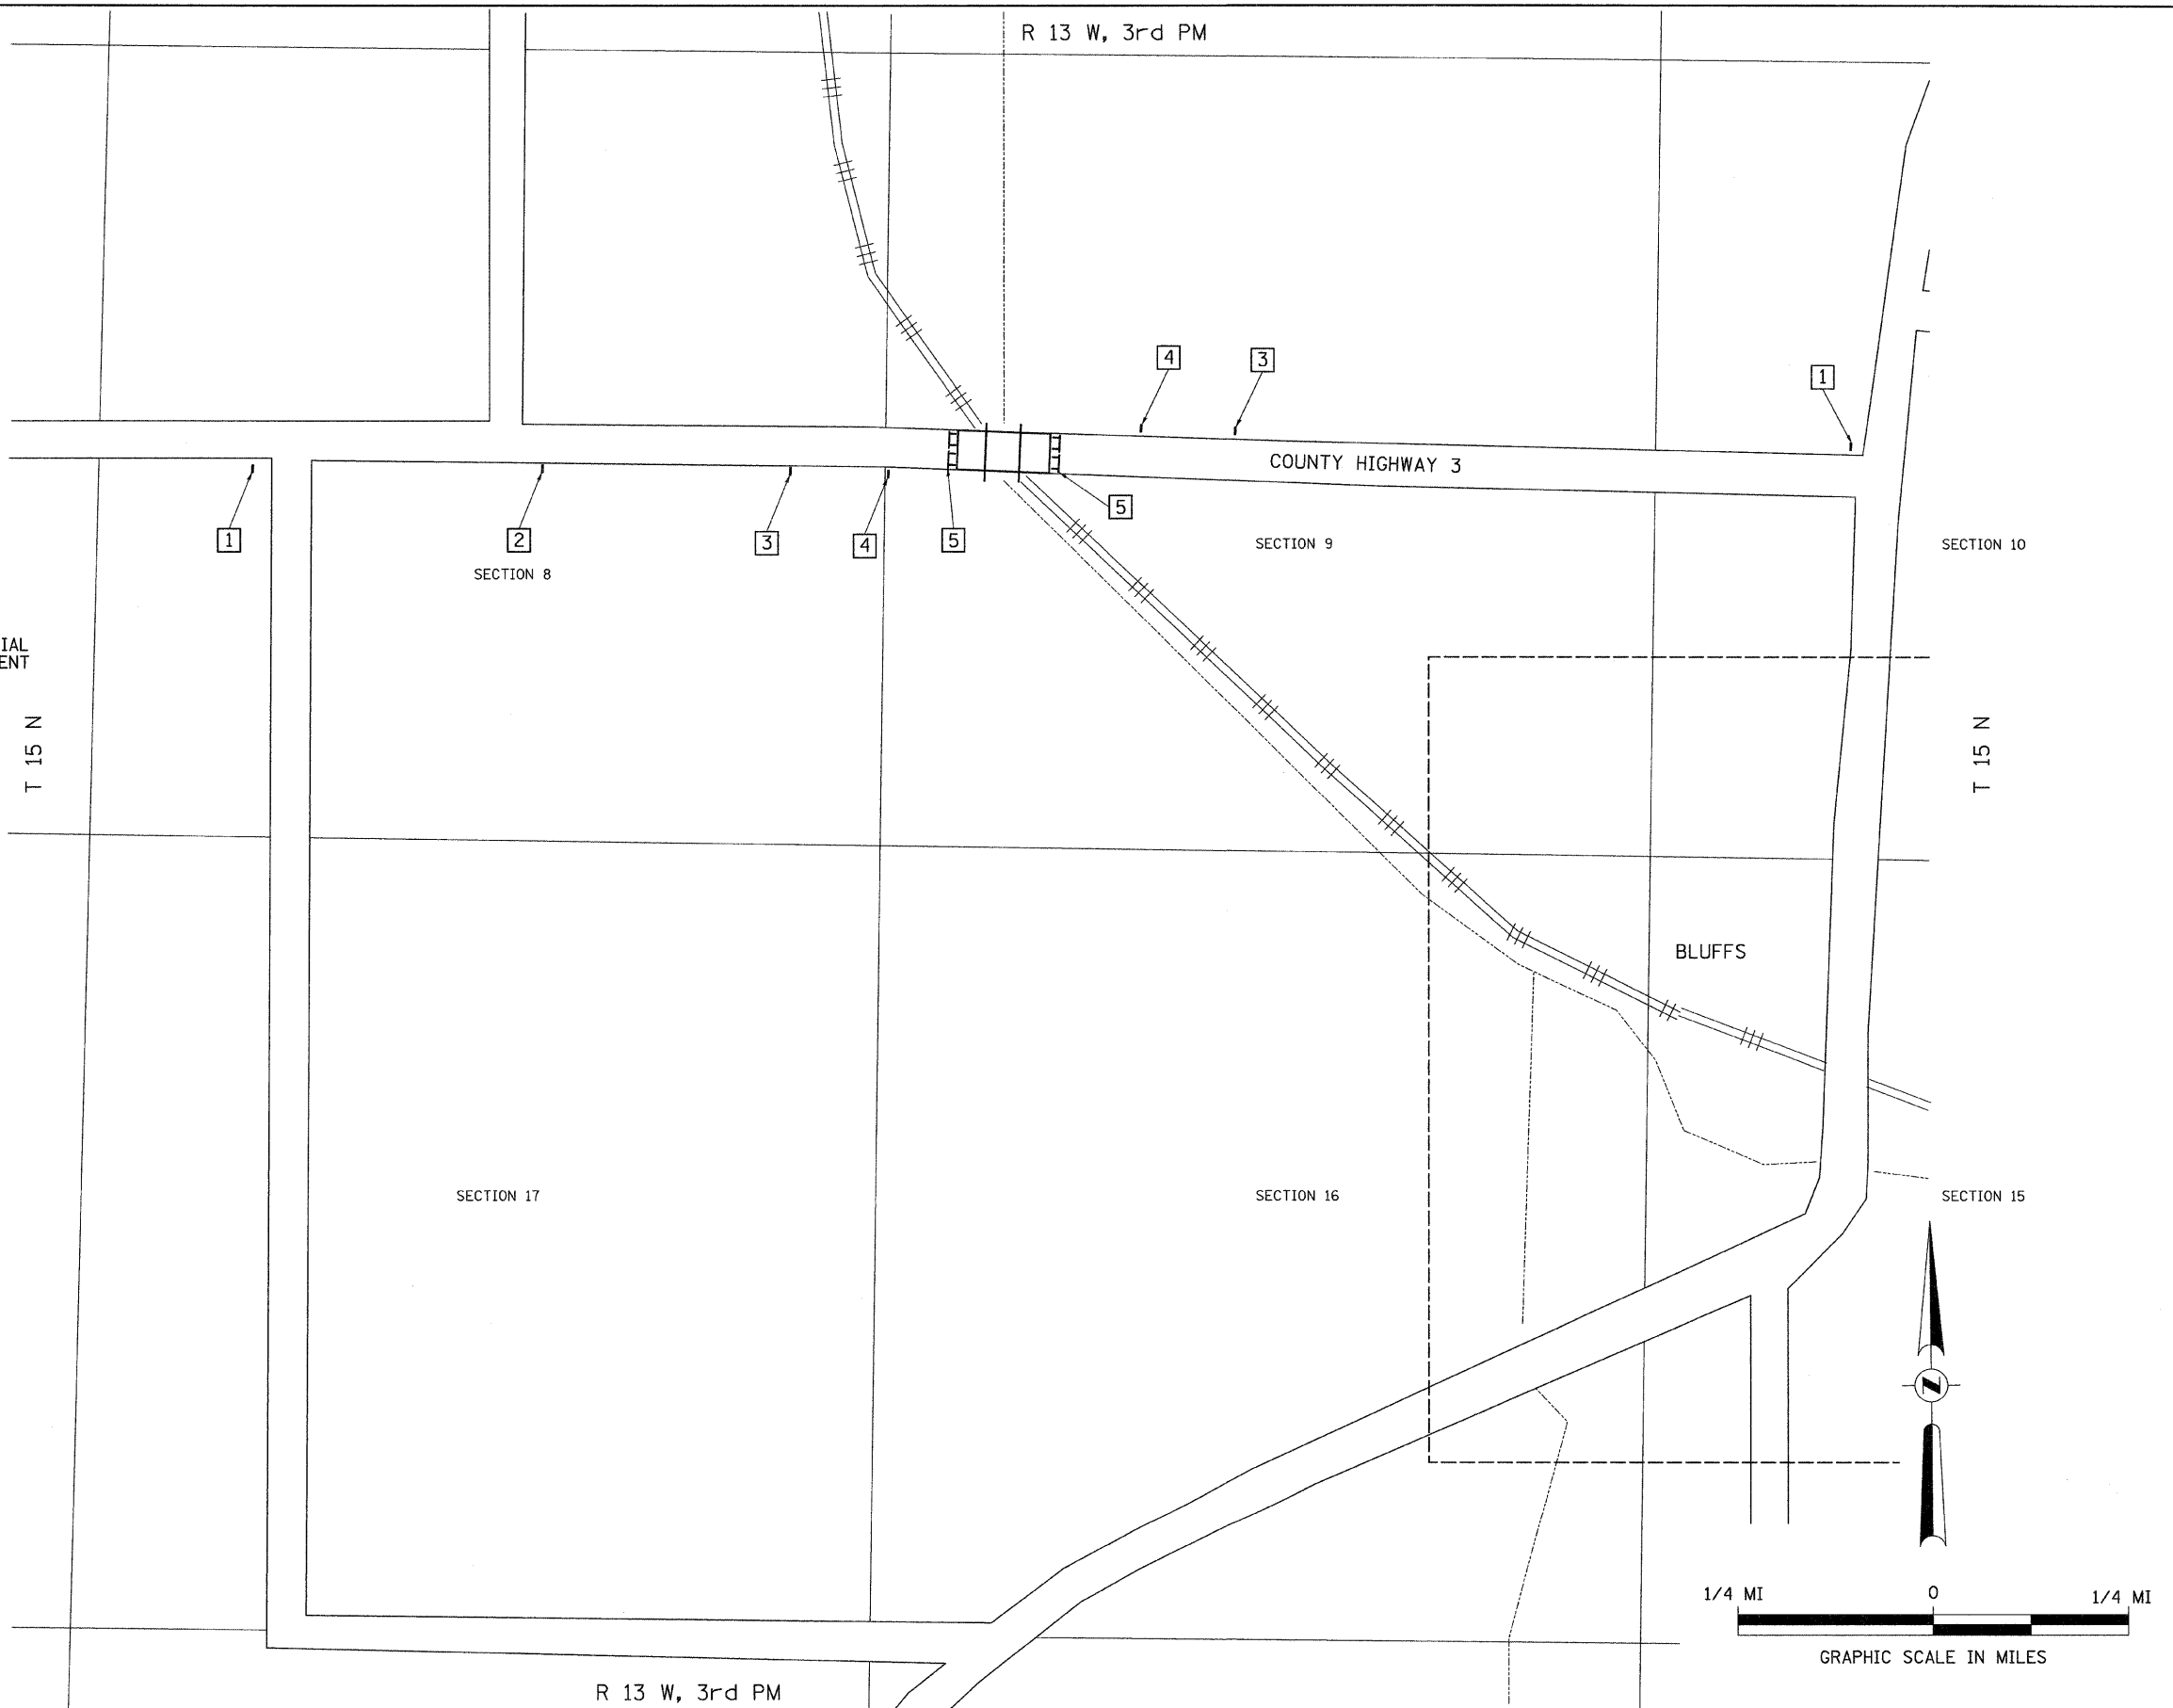 R 13 W, 3rd PM
4
3
1
COUNTY HIGHWAY 3
5
1
2
3
4
5
SECTION 8
SECTION 9
SECTION 10
IAL
ENT
T 15 N
T 15 N
BLUFFS
SECTION 17
SECTION 16
SECTION 15
N
1/4 MI
0
1/4 MI
GRAPHIC SCALE IN MILES
R 13 W, 3rd PM